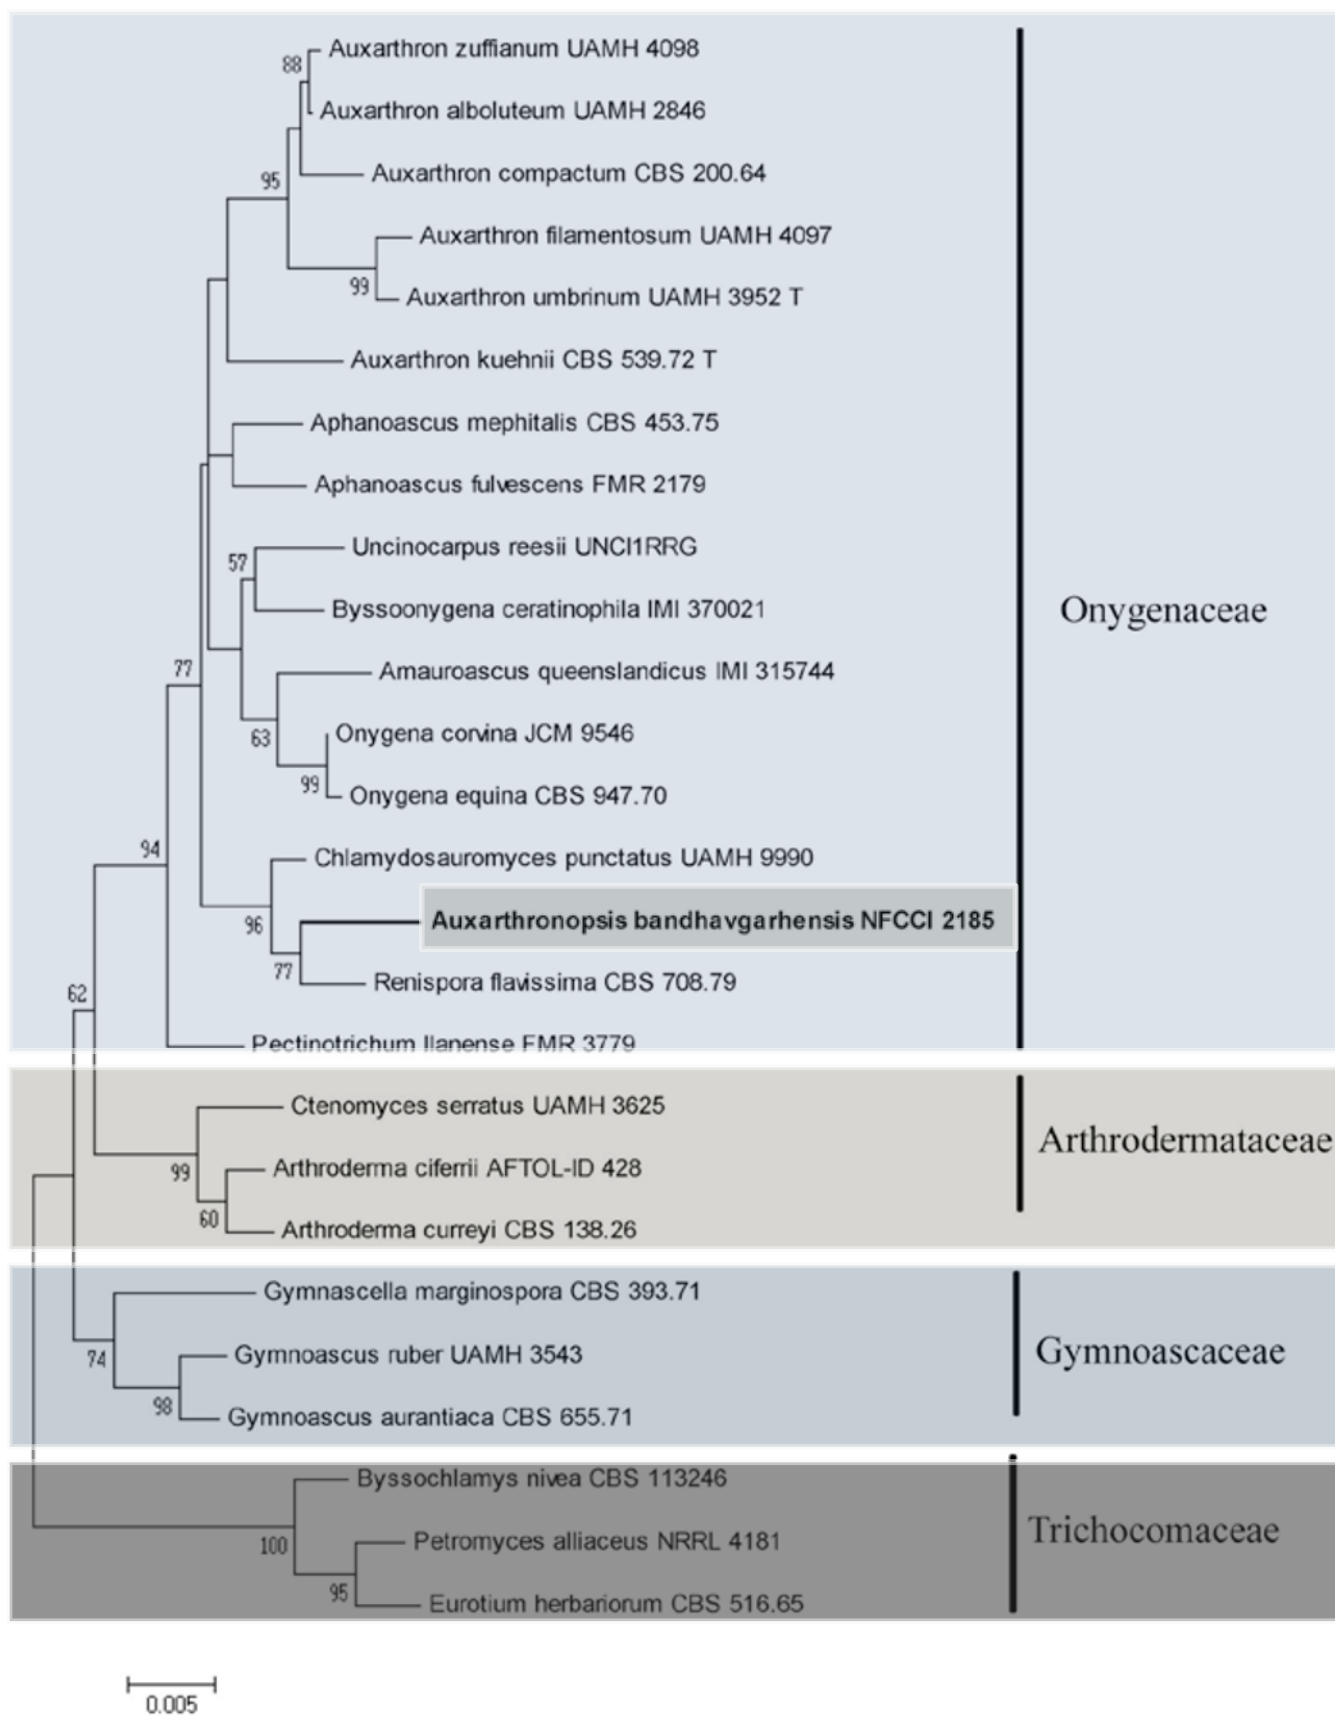 88
Auxarthron zuffianum UAMH 4098
Auxarthron alboluteum UAMH 2846
95
Auxarthron compactum CBS 200.64
Auxarthron filamentosum UAMH 4097
99
Auxarthron umbrinum UAMH 3952 T
Auxarthron kuehnii CBS 539.72 T
Aphanoascus mephitalis CBS 453.75
Aphanoascus fulvescens FMR 2179
57
Uncinocarpus reesii UNCI1RRG
Byssoonygena ceratinophila IMI 370021
Onygenaceae
77
Amauroascus queenslandicus IMI 315744
63
Onygena corvina JCM 9546
99
Onygena equina CBS 947.70
94
Chlamydosauromyces punctatus UAMH 9990
96
Auxarthronopsis bandhavgarhensis NFCCI 2185
77
Renispora flavissima CBS 708.79
62
Pectinotrichum llanense FMR 3779
Ctenomyces serratus UAMH 3625
Arthrodermataceae
99
Arthroderma ciferrii AFTOL-ID 428
60
Arthroderma curreyi CBS 138.26
Gymnascella marginospora CBS 393.71
74
Gymnoascus ruber UAMH 3543
Gymnoascaceae
98
Gymnoascus aurantiaca CBS 655.71
Byssochlamys nivea CBS 113246
Trichocomaceae
100
Petromyces alliaceus NRRL 4181
95
Eurotium herbariorum CBS 516.65
0.005